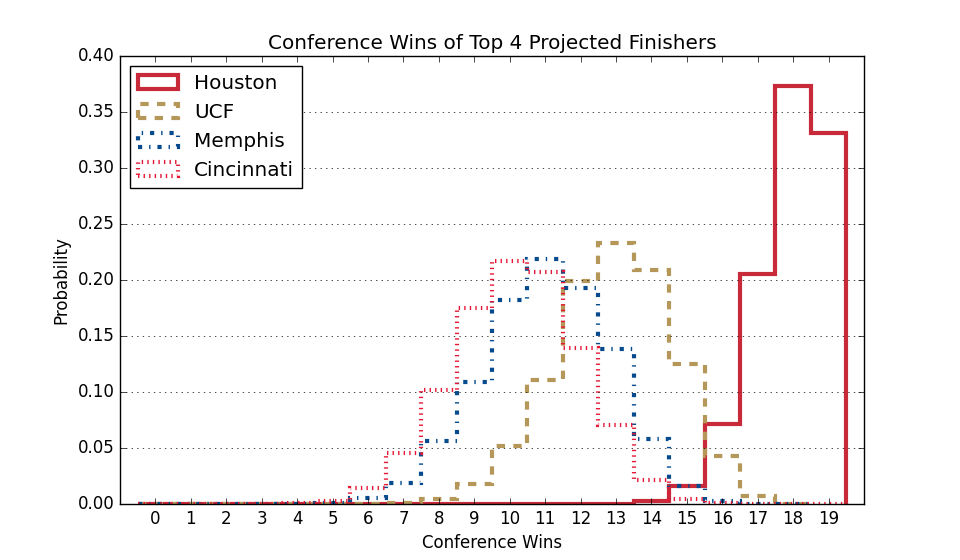 Conference Wins of Top 4 Projected Finishers
0.40
0.35
0.30
0.25
0.20
0.15
0.10
0.05
0.00
Probability
Houston
UCF
Memphis
Cincinnati
0 1 2 3 4 5 6 7 8 9 10 11 12 13 14 15 16 17 18 19
Conference Wins